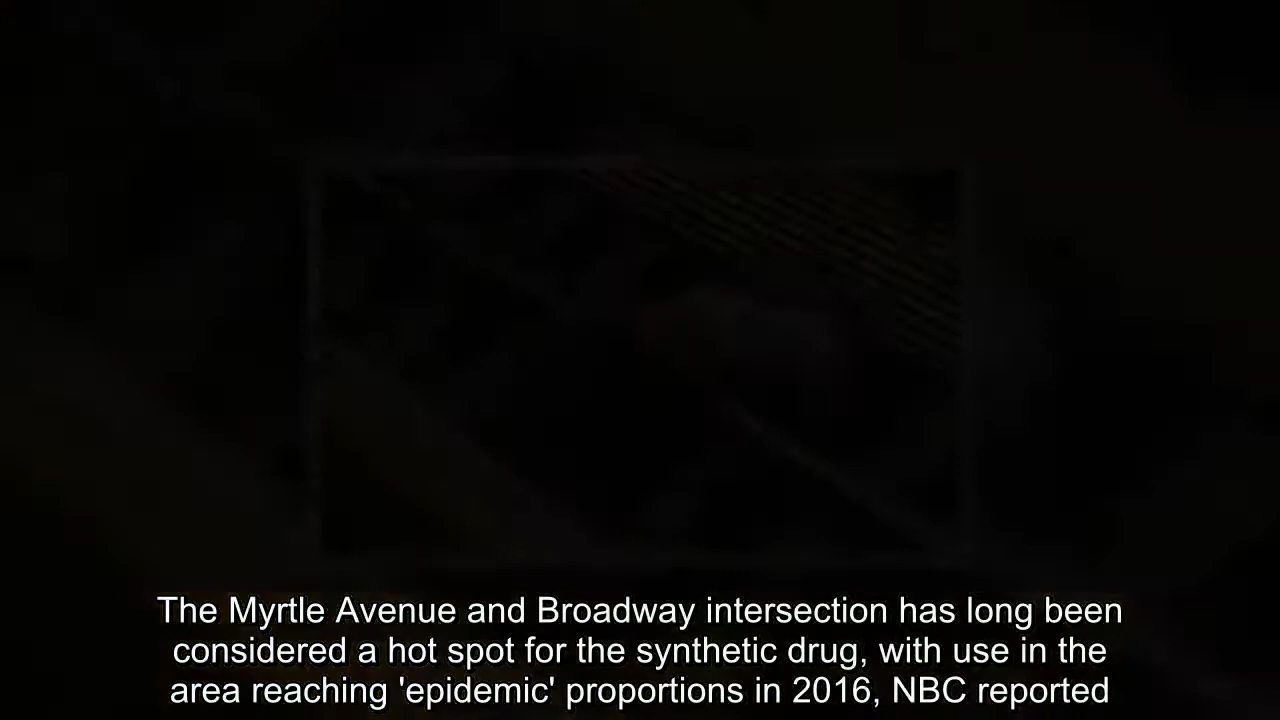 The Myrtle Avenue and Broadway intersection has long been
considered a hot spot for the synthetic drug, with use in the
area reaching 'epidemic' proportions in 2016, NBC reported